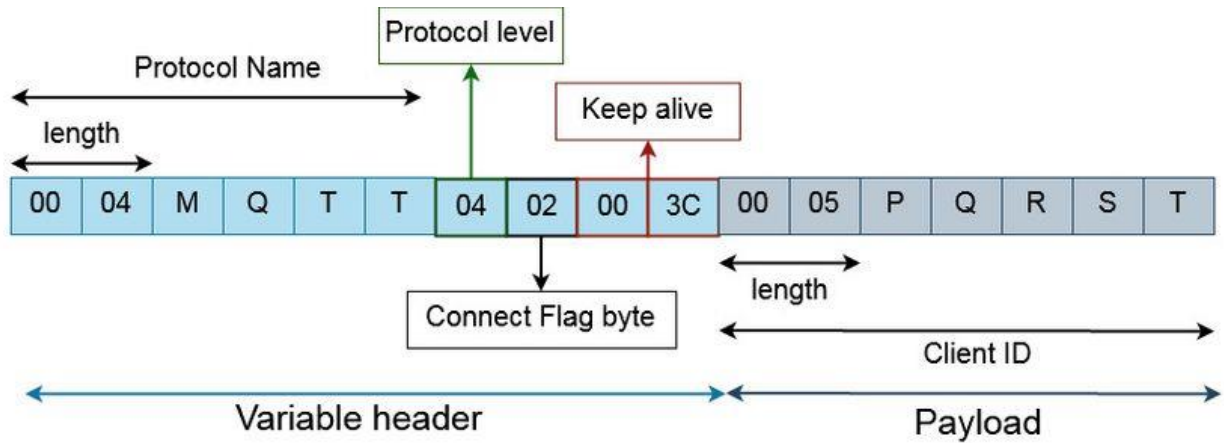 Protocol level
Protocol Name
Keep alive
length
00 04 M Q T T 04 02 00 3C 00 05 P Q R S T
length
Connect Flag byte
Client ID
Variable header
Payload